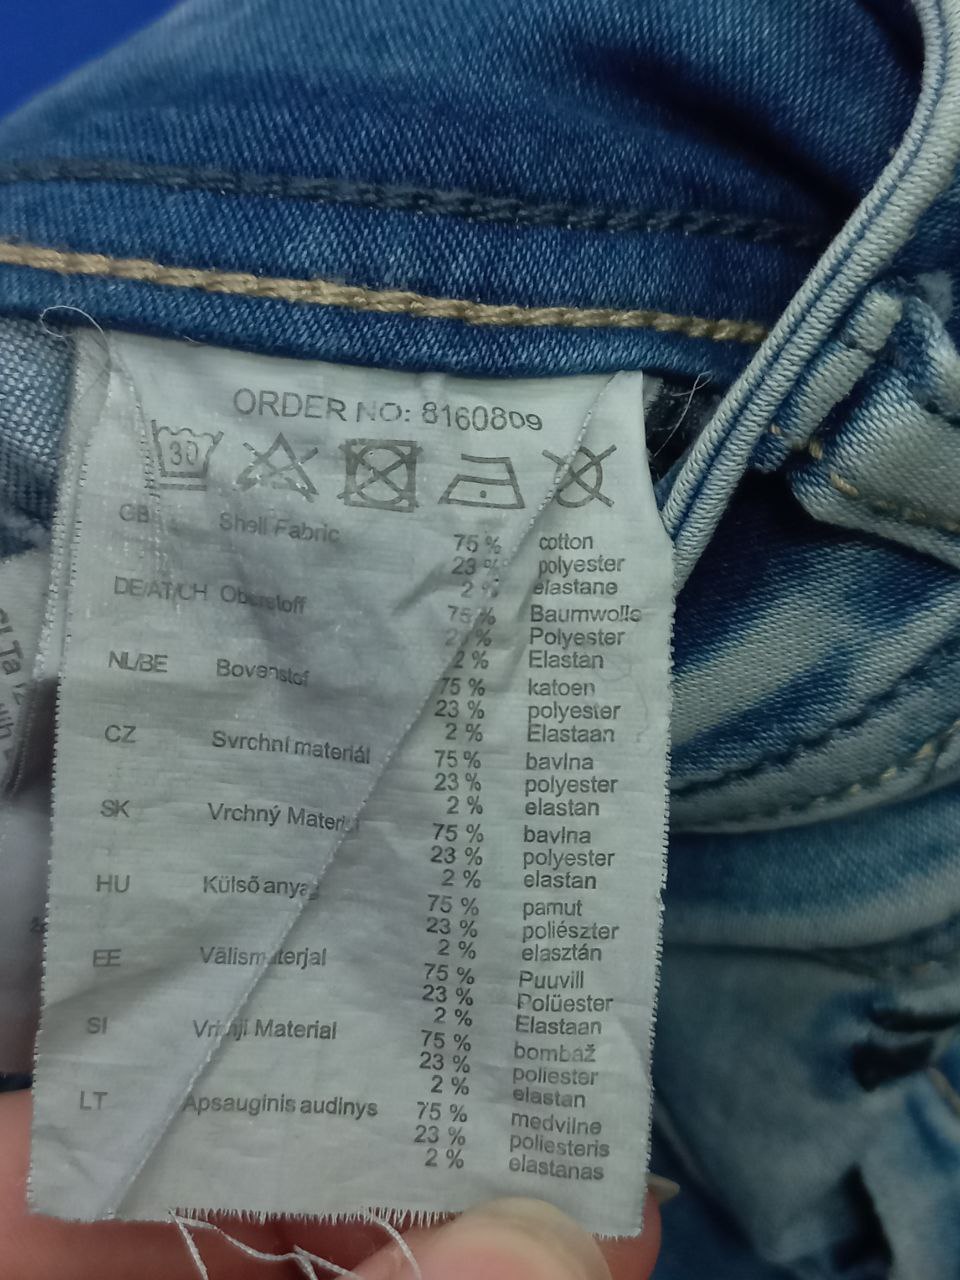 ORDER NO: 8160809
30
GB Shell Fabric 75 % cotton
23 % polyester
2 % elastane
DE/AT/CH Oberstoff 75 % Baumwolle
23 % Polyester
2 % Elastan
NL/BE Bovenstof 75 % katoen
23 % polyester
2 % Elastaan
CZ Svrchní materiál 75 % bavlna
23 % polyester
2 % elastan
SK Vrchný Materi 75 % bavlna
23 % polyester
2 % elastan
HU Külső anyag 75 % pamut
23 % poliészter
2 % elasztán
EE Välismaterjal 75 % Puuvill
23 % Polüester
2 % Elastaan
SI Vrhnji Material 75 % bombaž
23 % poliester
2 % elastan
LT Apsauginis audinys 75 % medvilne
23 % poliesteris
2 % elastanas